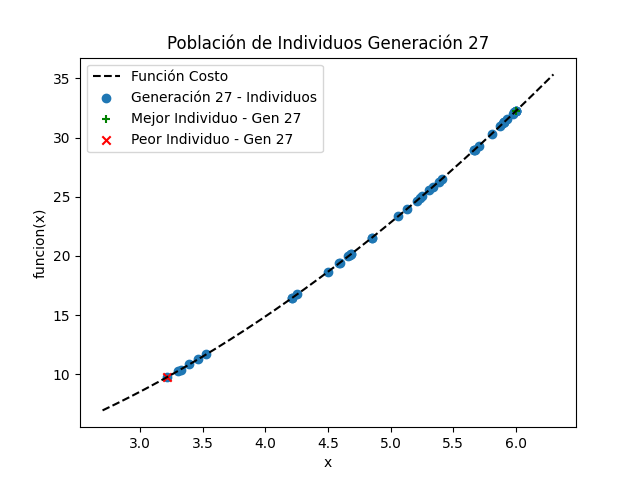 Población de Individuos Generación 27
Función Costo
Generación 27 - Individuos
Mejor Individuo - Gen 27
Peor Individuo - Gen 27
funcion(x)
35
30
25
20
15
10
3.0 3.5 4.0 4.5 5.0 5.5 6.0
x